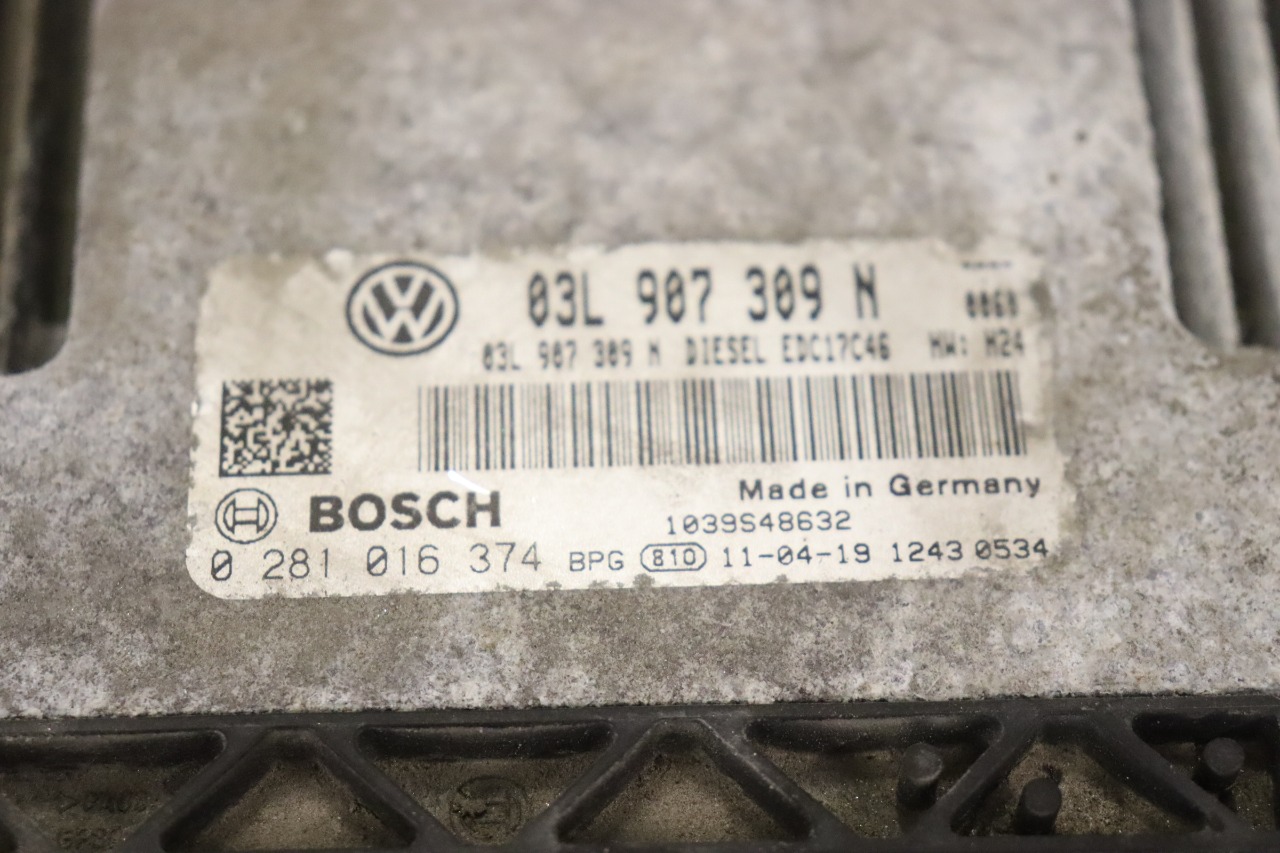 03L 907 309 N
0060
03L 907 309 N DIESEL EDC17C46 HW: H24
Made in Germany
BOSCH
1039S48632
0 281 016 374 BPG 810 11-04-19 1243 0534